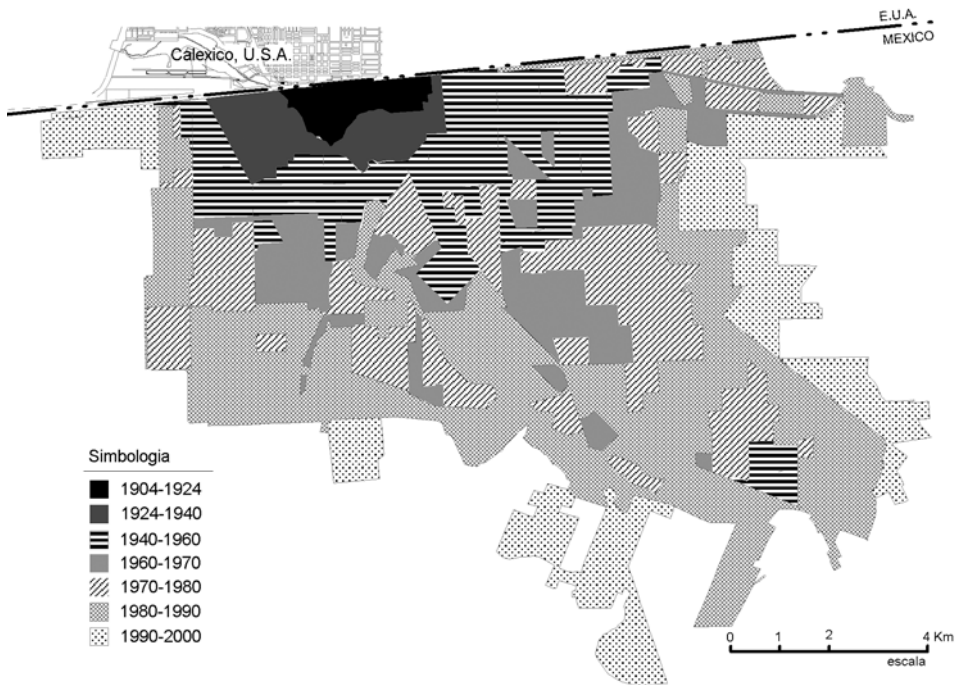 E.U.A.
MEXICO
Calexico, U.S.A.
Simbologia
1904-1924
1924-1940
1940-1960
1960-1970
1970-1980
1980-1990
1990-2000
0 1 2 4 Km
escala